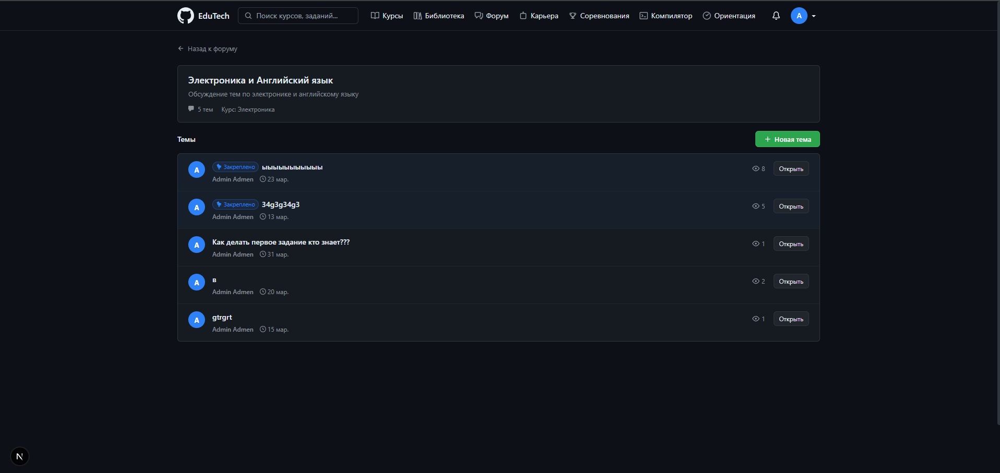 EduTech Поиск курсов, заданий... Курсы Библиотека Форум Карьера Соревнования Компилятор Ориентация A
Назад к форуму
Электроника и Английский язык
Обсуждение тем по электронике и английскому языку
5 тем Курс: Электроника
Темы Новая тема
A Закреплено ыыыыыыыыыыы 8 Открыть
Admin Admen 23 мар.
A Закреплено 34g3g34g3 5 Открыть
Admin Admen 13 мар.
A Как делать первое задание кто знает??? 1 Открыть
Admin Admen 31 мар.
A в 2 Открыть
Admin Admen 20 мар.
A gtrgrt 1 Открыть
Admin Admen 15 мар.
N